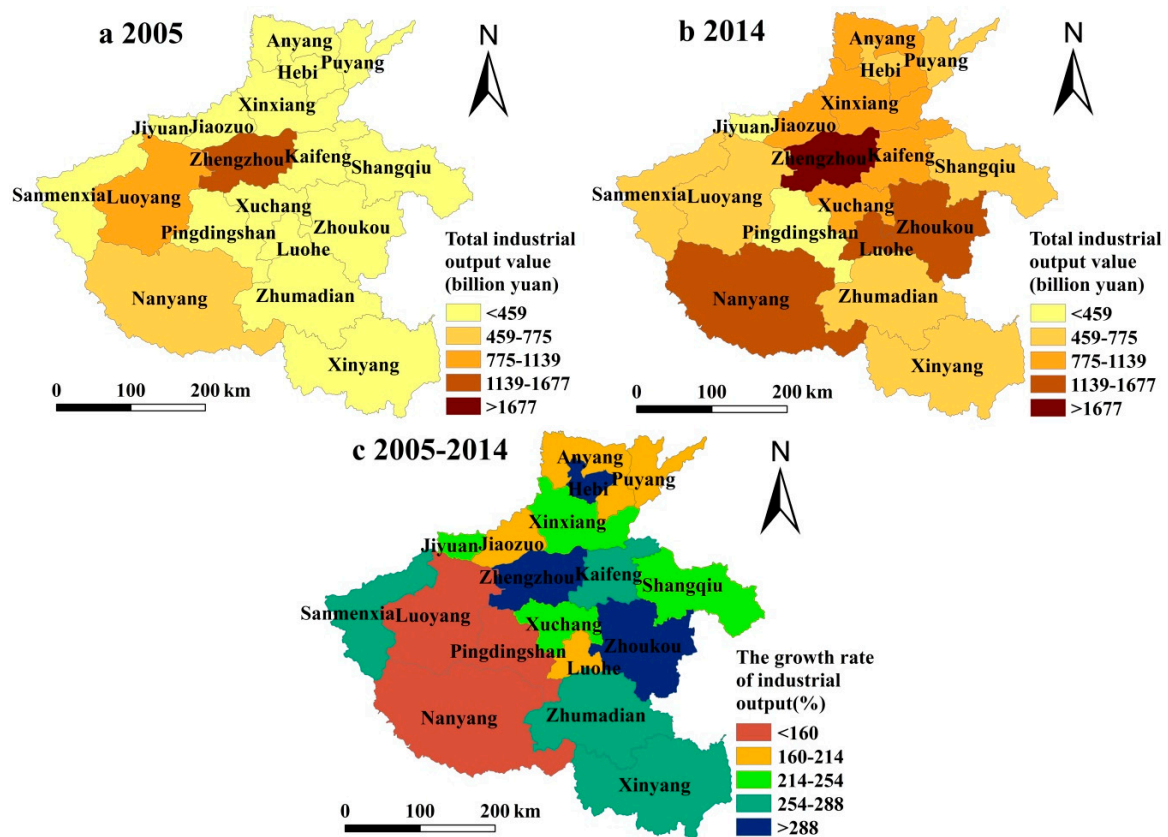 a 2005
N
Anyang
Puyang
Hebi
Xinxiang
Jiyuan
Jiaozuo
Zhengzhou
Kaifeng
Shangqiu
Sanmenxia
Luoyang
Xuchang
Zhoukou
Pingdingshan
Luohe
Nanyang
Zhumadian
Xinyang
Total industrial
output value
(billion yuan)
<459
459-775
775-1139
1139-1677
>1677
0 100 200 km
b 2014
N
Anyang
Puyang
Hebi
Xinxiang
Jiyuan
Jiaozuo
Zhengzhou
Kaifeng
Shangqiu
Sanmenxia
Luoyang
Xuchang
Zhoukou
Pingdingshan
Luohe
Nanyang
Zhumadian
Xinyang
Total industrial
output value
(billion yuan)
<459
459-775
775-1139
1139-1677
>1677
0 100 200 km
c 2005-2014
N
Anyang
Puyang
Hebi
Xinxiang
Jiyuan
Jiaozuo
Zhengzhou
Kaifeng
Shangqiu
Sanmenxia
Luoyang
Xuchang
Zhoukou
Pingdingshan
Luohe
Nanyang
Zhumadian
Xinyang
The growth rate
of industrial
output(%)
<160
160-214
214-254
254-288
>288
0 100 200 km